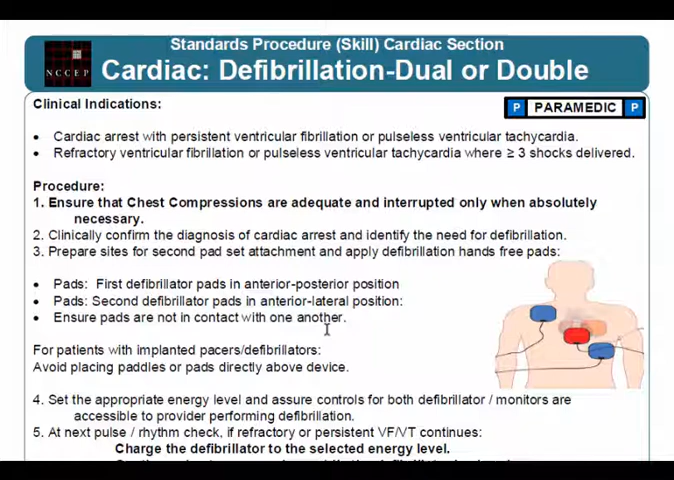 Standards Procedure (Skill) Cardiac Section
NCCEP
Cardiac: Defibrillation-Dual or Double
Clinical Indications:
P PARAMEDIC P
• Cardiac arrest with persistent ventricular fibrillation or pulseless ventricular tachycardia.
• Refractory ventricular fibrillation or pulseless ventricular tachycardia where ≥ 3 shocks delivered.
Procedure:
1. Ensure that Chest Compressions are adequate and interrupted only when absolutely
necessary.
2. Clinically confirm the diagnosis of cardiac arrest and identify the need for defibrillation.
3. Prepare sites for second pad set attachment and apply defibrillation hands free pads:
• Pads: First defibrillator pads in anterior-posterior position
• Pads: Second defibrillator pads in anterior-lateral position:
• Ensure pads are not in contact with one another.
For patients with implanted pacers/defibrillators:
Avoid placing paddles or pads directly above device.
4. Set the appropriate energy level and assure controls for both defibrillator / monitors are
accessible to provider performing defibrillation.
5. At next pulse / rhythm check, if refractory or persistent VF/VT continues:
Charge the defibrillator to the selected energy level.